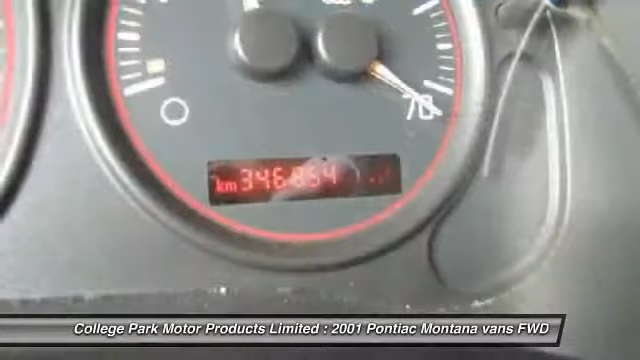 70
km 346854
College Park Motor Products Limited : 2001 Pontiac Montana vans FWD